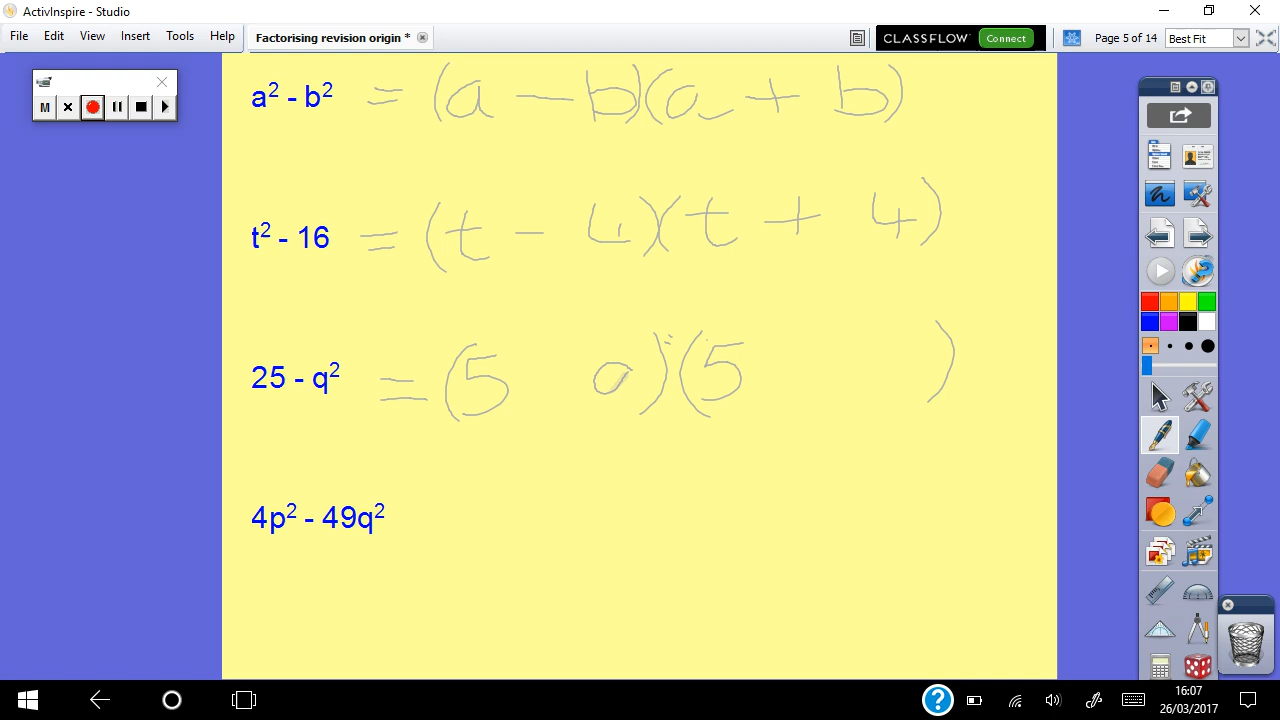 ActivInspire - Studio
File Edit View Insert Tools Help
Factorising revision origin *
CLASSFLOW Connect
Page 5 of 14
Best Fit
M
a² - b² = (a - b)(a + b)
t² - 16 = (t - 4)(t + 4)
25 - q² = (5 )(5 )
4p² - 49q²
16:07
26/03/2017